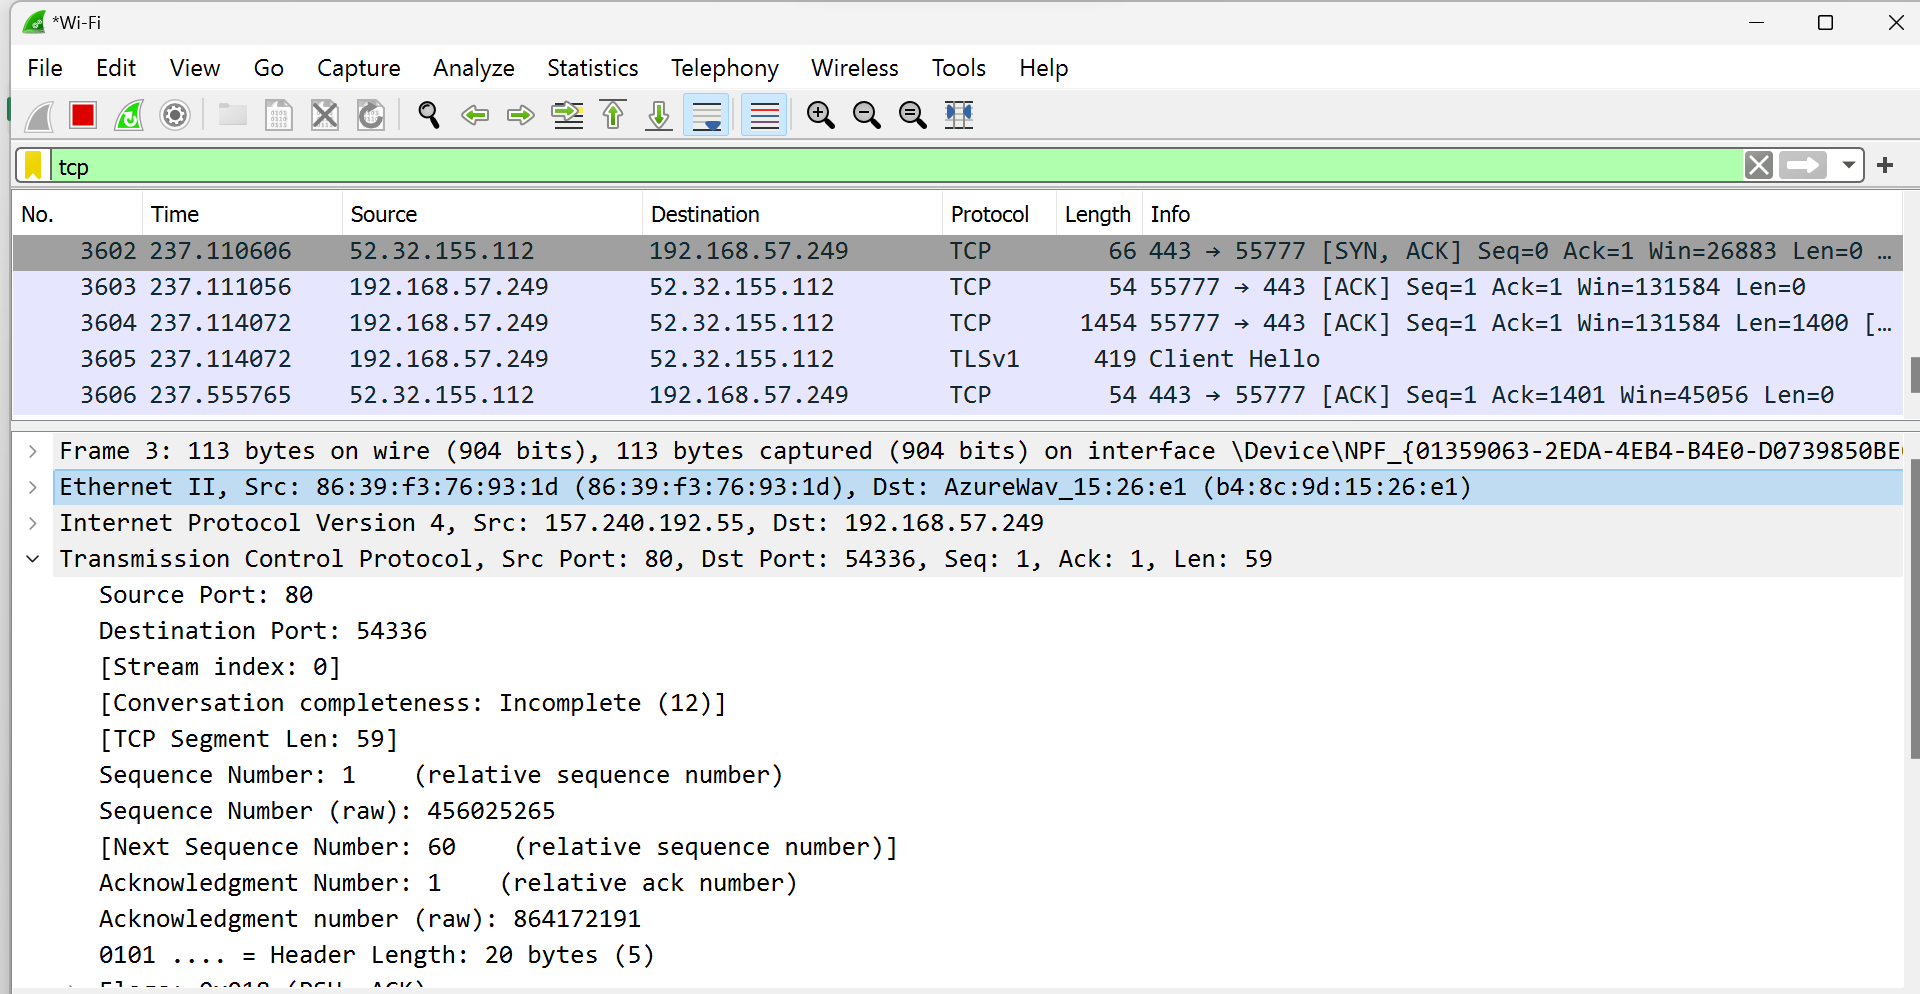 *Wi-Fi
File Edit View Go Capture Analyze Statistics Telephony Wireless Tools Help
tcp
No. Time Source Destination Protocol Length Info
3602 237.110606 52.32.155.112 192.168.57.249 TCP 66 443 → 55777 [SYN, ACK] Seq=0 Ack=1 Win=26883 Len=0 …
3603 237.111056 192.168.57.249 52.32.155.112 TCP 54 55777 → 443 [ACK] Seq=1 Ack=1 Win=131584 Len=0
3604 237.114072 192.168.57.249 52.32.155.112 TCP 1454 55777 → 443 [ACK] Seq=1 Ack=1 Win=131584 Len=1400 […
3605 237.114072 192.168.57.249 52.32.155.112 TLSv1 419 Client Hello
3606 237.555765 52.32.155.112 192.168.57.249 TCP 54 443 → 55777 [ACK] Seq=1 Ack=1401 Win=45056 Len=0
Frame 3: 113 bytes on wire (904 bits), 113 bytes captured (904 bits) on interface \Device\NPF_{01359063-2EDA-4EB4-B4E0-D0739850BE
Ethernet II, Src: 86:39:f3:76:93:1d (86:39:f3:76:93:1d), Dst: AzureWav_15:26:e1 (b4:8c:9d:15:26:e1)
Internet Protocol Version 4, Src: 157.240.192.55, Dst: 192.168.57.249
Transmission Control Protocol, Src Port: 80, Dst Port: 54336, Seq: 1, Ack: 1, Len: 59
Source Port: 80
Destination Port: 54336
[Stream index: 0]
[Conversation completeness: Incomplete (12)]
[TCP Segment Len: 59]
Sequence Number: 1 (relative sequence number)
Sequence Number (raw): 456025265
[Next Sequence Number: 60 (relative sequence number)]
Acknowledgment Number: 1 (relative ack number)
Acknowledgment number (raw): 864172191
0101 .... = Header Length: 20 bytes (5)
Flags: 0x018 (PSH, ACK)